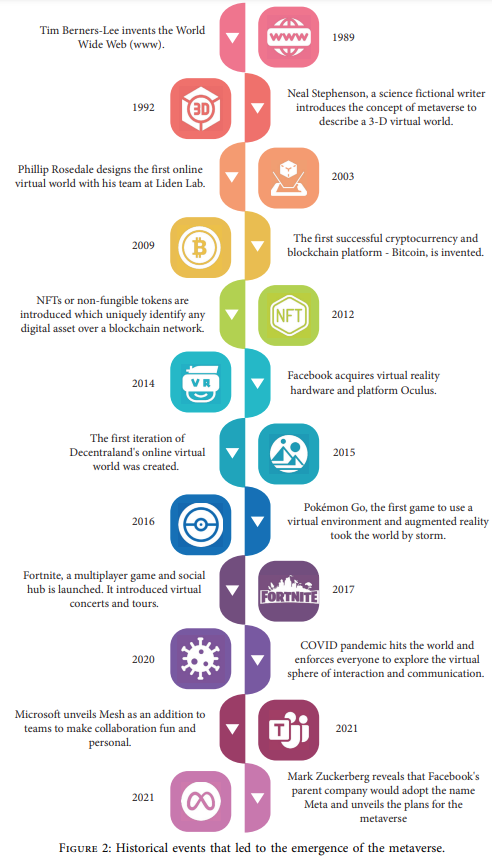 Tim Berners-Lee invents the World
Wide Web (www).
WWW
1989
1992
3D
Neal Stephenson, a science fictional writer
introduces the concept of metaverse to
describe a 3-D virtual world.
Phillip Rosedale designs the first online
virtual world with his team at Liden Lab.
2003
2009
The first successful cryptocurrency and
blockchain platform - Bitcoin, is invented.
NFTs or non-fungible tokens are
introduced which uniquely identify any
digital asset over a blockchain network.
NFT
2012
2014
VR
Facebook acquires virtual reality
hardware and platform Oculus.
The first iteration of
Decentraland's online virtual
world was created.
2015
2016
Pokémon Go, the first game to use a
virtual environment and augmented reality
took the world by storm.
Fortnite, a multiplayer game and social
hub is launched. It introduced virtual
concerts and tours.
FORTNITE
2017
2020
COVID pandemic hits the world and
enforces everyone to explore the virtual
sphere of interaction and communication.
Microsoft unveils Mesh as an addition to
teams to make collaboration fun and
personal.
T
2021
2021
Mark Zuckerberg reveals that Facebook's
parent company would adopt the name
Meta and unveils the plans for the
metaverse
FIGURE 2: Historical events that led to the emergence of the metaverse.